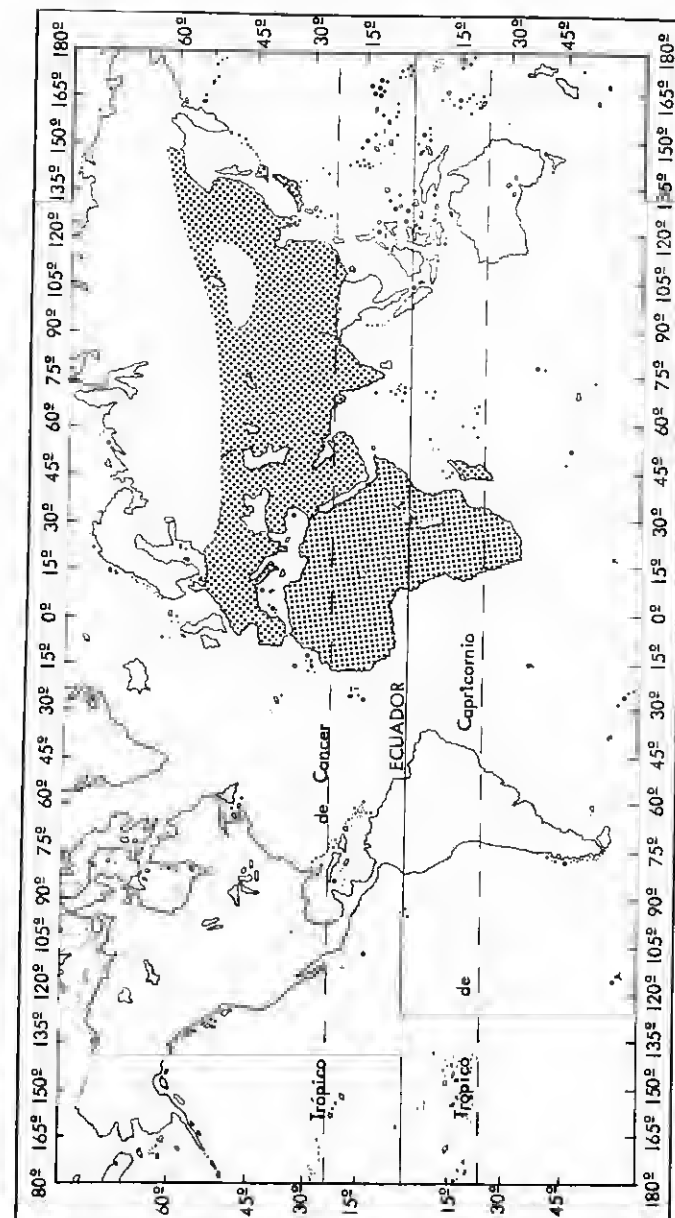 80º 165º 150º 135º 120º 105º 90º 75º 60º 45º 30º 15º 0º 15º 30º 45º 60º 75º 90º 105º 120º 135º 150º 165º 180º
60º 60º
45º 45º
30º Trópico de Cancer 30º
15º 15º
ECUADOR
15º 15º
Trópico de Capricornio
30º 30º
45º 45º
180º 165º 150º 135º 120º 105º 90º 75º 60º 45º 30º 15º 0º 15º 30º 45º 60º 75º 90º 105º 120º 135º 150º 165º 180º